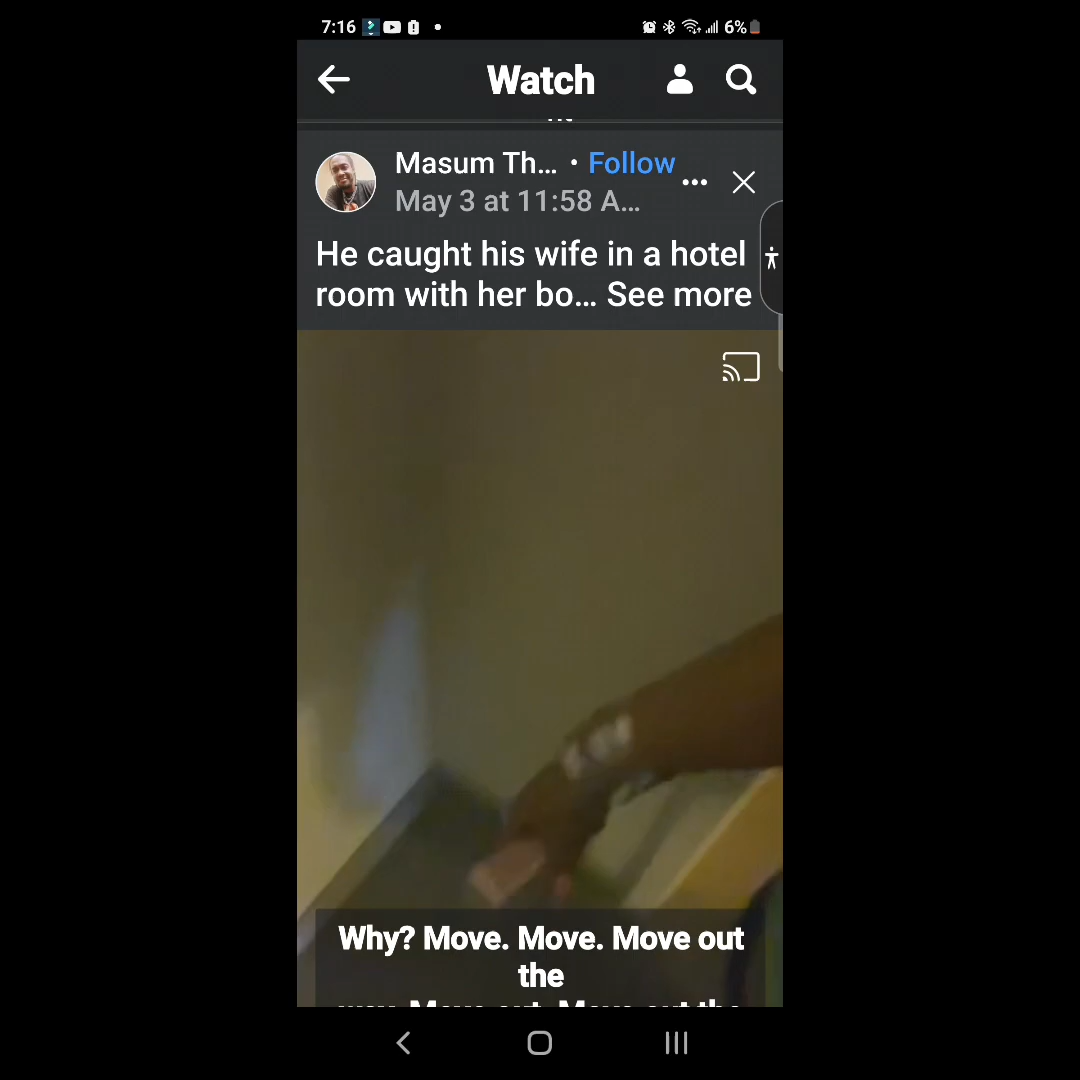 7:16
6%
Watch
Masum Th... • Follow
May 3 at 11:58 A...
He caught his wife in a hotel
room with her bo... See more
Why? Move. Move. Move out
the